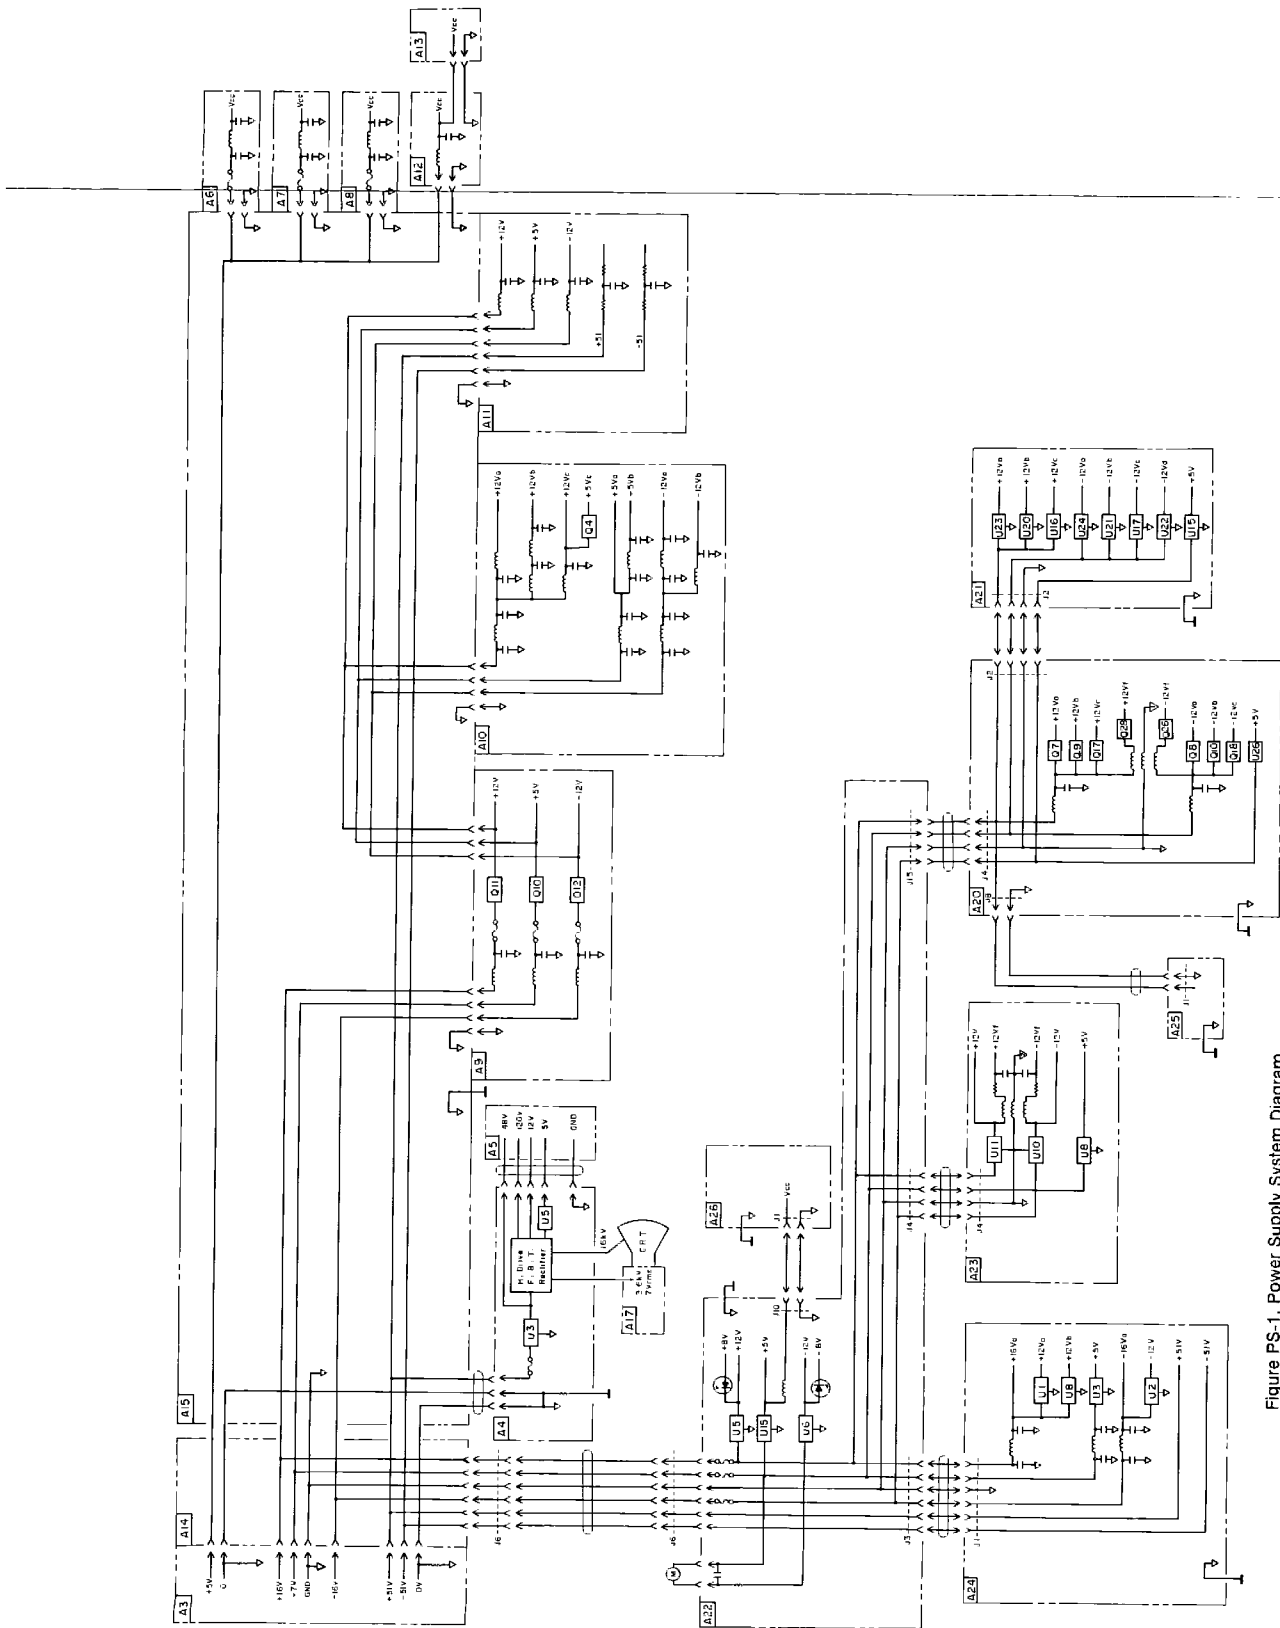 A13
Vcc
A6
Vcc
A7
Vcc
A8
Vcc
A12
Vcc
A11
+12V
+5V
-12V
+51
-51
A10
+12Va
+12Vb
+12Vc
Q4
+5Vc
+5Va
+5Vb
-12Va
-12Vb
A9
Q11
+12V
Q10
+5V
Q12
-12V
A15
A5
48V
120V
12V
5V
GND
A4
U3
H. Drive
F. B. T.
Rectifier
U5
16kV
C.R.T.
A17
A14
A3
+5V
0
+16V
+7V
GND
-16V
+51V
-51V
0V
J6
J6
A22
M
U5
U15
U6
+8V
+12V
+5V
-12V
-8V
J10
A26
J1
Vcc
J3
J4
J15
A24
J1
+16Va
U1
+12Va
U8
+12Vb
U3
+5V
-16Va
U2
-12V
+51V
-51V
A23
J4
U11
U10
U8
+12V
+12Vf
-12Vf
-12V
+5V
A25
J1
A20
J8
J4
J2
Q7
+12Va
Q9
+12Vb
Q17
+12Vc
+12Vf
Q26
-12Vf
Q8
-12Va
Q10
-12Vb
Q18
-12Vc
U26
+5V
A21
J2
U23
+12Va
U20
+12Vb
U16
+12Vc
U24
-12Va
U21
-12Vb
U17
-12Vc
U22
-12Vd
U15
+5V
Figure PS-1. Power Supply System Diagram